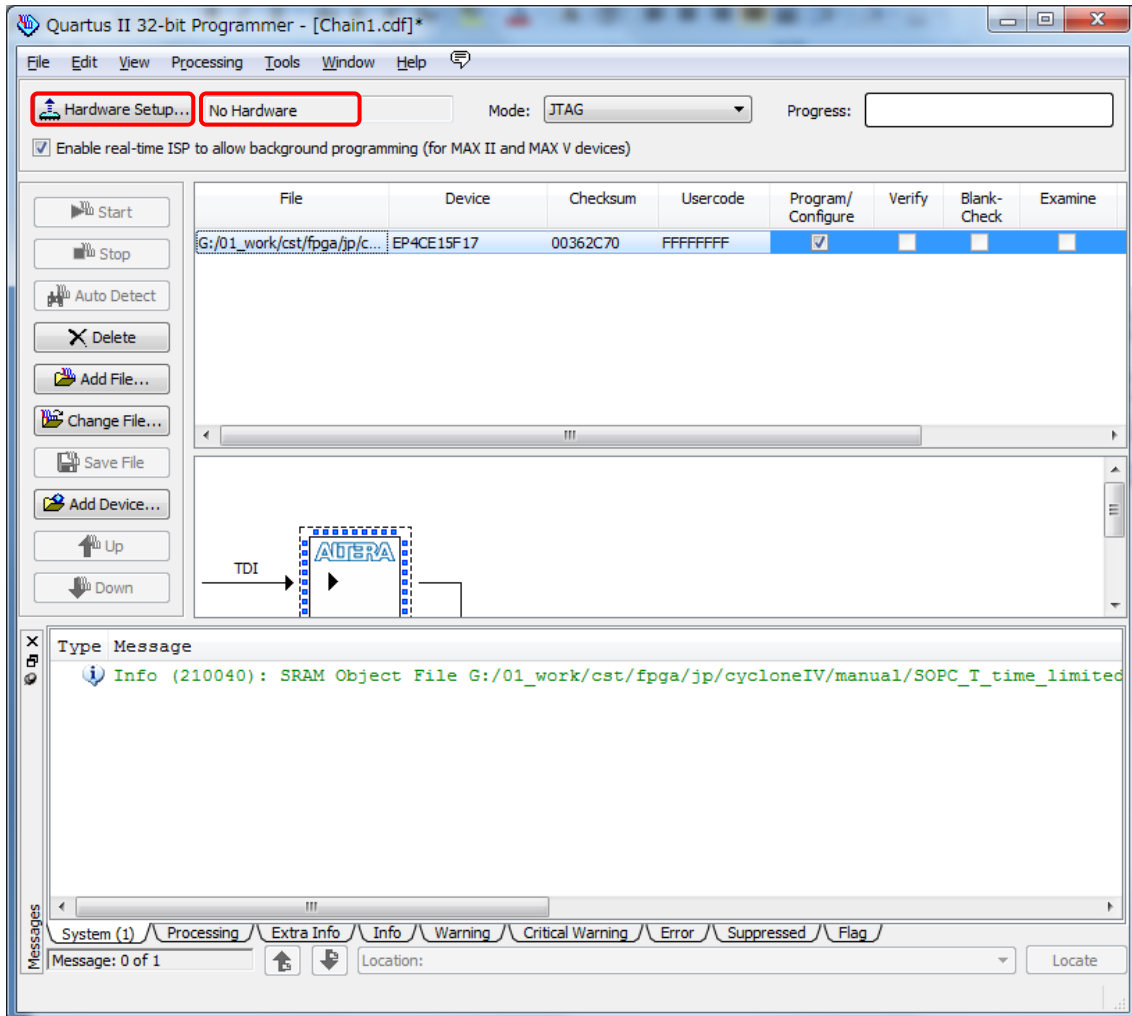 Quartus II 32-bit Programmer - [Chain1.cdf]*
File Edit View Processing Tools Window Help
Hardware Setup... No Hardware Mode: JTAG Progress:
Enable real-time ISP to allow background programming (for MAX II and MAX V devices)
Start
Stop
Auto Detect
Delete
Add File...
Change File...
Save File
Add Device...
Up
Down
File Device Checksum Usercode Program/ Configure Verify Blank- Check Examine
G:/01_work/cst/fpga/jp/c... EP4CE15F17 00362C70 FFFFFFFF
TDI
ALTERA
Type Message
Info (210040): SRAM Object File G:/01_work/cst/fpga/jp/cycloneIV/manual/SOPC_T_time_limited
System (1) Processing Extra Info Info Warning Critical Warning Error Suppressed Flag
Messages
Message: 0 of 1 Location: Locate